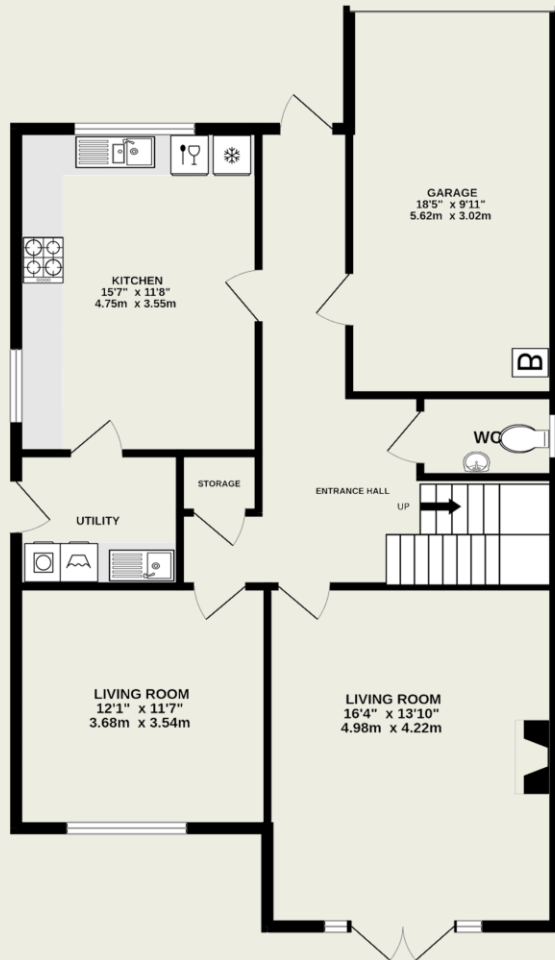 GARAGE
18'5" x 9'11"
5.62m x 3.02m
KITCHEN
15'7" x 11'8"
4.75m x 3.55m
B
WC
STORAGE
ENTRANCE HALL
UP
UTILITY
LIVING ROOM
12'1" x 11'7"
3.68m x 3.54m
LIVING ROOM
16'4" x 13'10"
4.98m x 4.22m